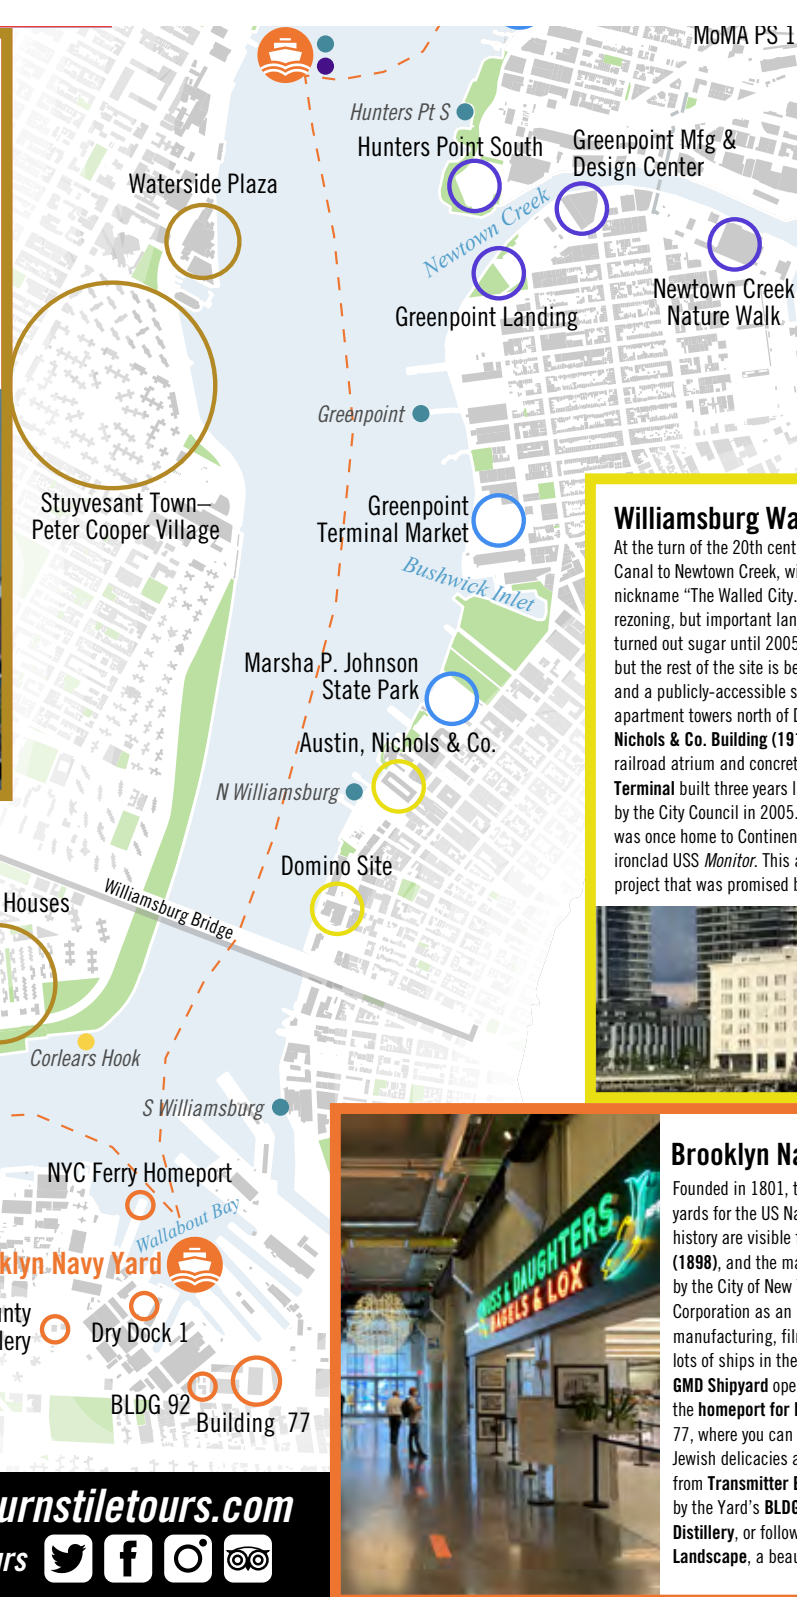 MoMA PS 1
Hunters Pt S
Hunters Point South
Greenpoint Mfg &
Design Center
Waterside Plaza
Newtown Creek
Newtown Creek
Nature Walk
Greenpoint Landing
Greenpoint
Stuyvesant Town–
Peter Cooper Village
Greenpoint
Terminal Market
Bushwick Inlet
Marsha P. Johnson
State Park
Austin, Nichols & Co.
N Williamsburg
Domino Site
Williamsburg Bridge
Houses
Corlears Hook
S Williamsburg
NYC Ferry Homeport
Wallabout Bay
klyn Navy Yard
unty
lery
Dry Dock 1
BLDG 92
Building 77
urnstiletours.com
urs
Williamsburg Wa
At the turn of the 20th cent
Canal to Newtown Creek, wi
nickname “The Walled City.
rezoning, but important lan
turned out sugar until 2005
but the rest of the site is be
and a publicly-accessible s
apartment towers north of D
Nichols & Co. Building (191
railroad atrium and concret
Terminal built three years l
by the City Council in 2005.
was once home to Continen
ironclad USS Monitor. This a
project that was promised b
USS & DAUGHTERS
BAGELS & LOX
Brooklyn Na
Founded in 1801, t
yards for the US Na
history are visible t
(1898), and the ma
by the City of New
Corporation as an
manufacturing, film
lots of ships in the
GMD Shipyard ope
the homeport for
77, where you can
Jewish delicacies a
from Transmitter B
by the Yard's BLDG
Distillery, or follow
Landscape, a beau